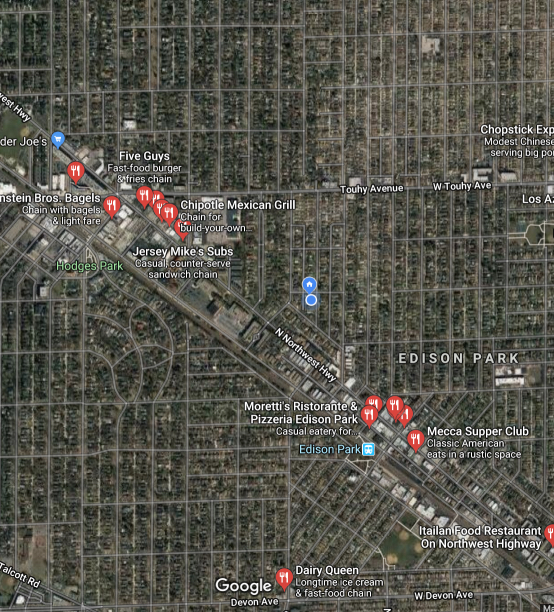 west Hwy
der Joe's
Chopstick Exp
Modest Chinese
serving big po
Five Guys
Fast-food burger
& fries chain
Touhy Avenue
W Touhy Ave
nstein Bros. Bagels
Chain with bagels
& light fare
Chipotle Mexican Grill
Chain for
build-your-own...
Los Az
Jersey Mike's Subs
Casual, counter-serve
sandwich chain
Hodges Park
N Northwest Hwy
EDISON PARK
Moretti's Ristorante &
Pizzeria Edison Park
Casual eatery for...
Mecca Supper Club
Classic American
eats in a rustic space
Edison Park
Itailan Food Restaurant
On Northwest Highway
Talcott Rd
Dairy Queen
Longtime ice cream
& fast-food chain
Google
Devon Ave
W Devon Ave